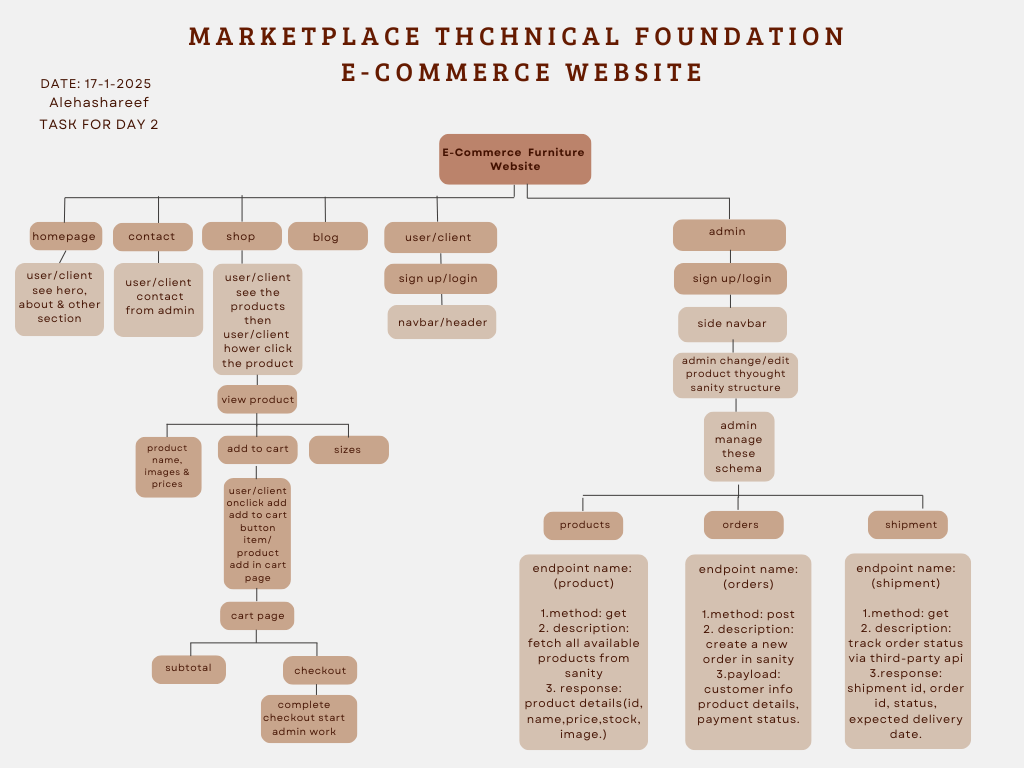 MARKETPLACE THCHNICAL FOUNDATION
E-COMMERCE WEBSITE
DATE: 17-1-2025
Alehashareef
TASK FOR DAY 2
E-Commerce Furniture
Website
homepage
contact
shop
blog
user/client
admin
user/client
see hero,
about & other
section
user/client
contact
from admin
user/client
see the
products
then
user/client
hower click
the product
sign up/login
navbar/header
sign up/login
side navbar
admin change/edit
product thyought
sanity structure
admin
manage
these
schema
view product
product
name,
images &
prices
add to cart
sizes
user/client
onclick add
add to cart
button
item/
product
add in cart
page
cart page
subtotal
checkout
complete
checkout start
admin work
products
orders
shipment
endpoint name:
(product)
1.method: get
2. description:
fetch all available
products from
sanity
3. response:
product details(id,
name,price,stock,
image.)
endpoint name:
(orders)
1.method: post
2. description:
create a new
order in sanity
3.payload:
customer info
product details,
payment status.
endpoint name:
(shipment)
1.method: get
2. description:
track order status
via third-party api
3.response:
shipment id, order
id, status,
expected delivery
date.